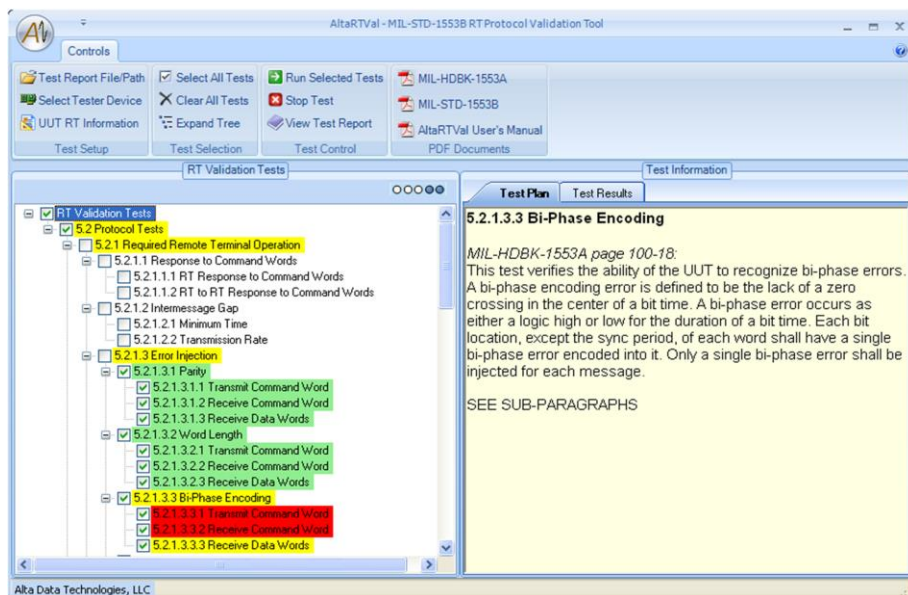 AltaRTVal - MIL-STD-1553B RT Protocol Validation Tool
Controls
Test Report File/Path
Select Tester Device
UUT RT Information
Test Setup
Select All Tests
Clear All Tests
Expand Tree
Test Selection
Run Selected Tests
Stop Test
View Test Report
Test Control
MIL-HDBK-1553A
MIL-STD-1553B
AltaRTVal User's Manual
PDF Documents
RT Validation Tests
RT Validation Tests
5.2 Protocol Tests
5.2.1 Required Remote Terminal Operation
5.2.1.1 Response to Command Words
5.2.1.1.1 RT Response to Command Words
5.2.1.1.2 RT to RT Response to Command Words
5.2.1.2 Intermessage Gap
5.2.1.2.1 Minimum Time
5.2.1.2.2 Transmission Rate
5.2.1.3 Error Injection
5.2.1.3.1 Parity
5.2.1.3.1.1 Transmit Command Word
5.2.1.3.1.2 Receive Command Word
5.2.1.3.1.3 Receive Data Words
5.2.1.3.2 Word Length
5.2.1.3.2.1 Transmit Command Word
5.2.1.3.2.2 Receive Command Word
5.2.1.3.2.3 Receive Data Words
5.2.1.3.3 Bi-Phase Encoding
5.2.1.3.3.1 Transmit Command Word
5.2.1.3.3.2 Receive Command Word
5.2.1.3.3.3 Receive Data Words
Test Information
Test Plan
Test Results
5.2.1.3.3 Bi-Phase Encoding
MIL-HDBK-1553A page 100-18:
This test verifies the ability of the UUT to recognize bi-phase errors.
A bi-phase encoding error is defined to be the lack of a zero
crossing in the center of a bit time. A bi-phase error occurs as
either a logic high or low for the duration of a bit time. Each bit
location, except the sync period, of each word shall have a single
bi-phase error encoded into it. Only a single bi-phase error shall be
injected for each message.
SEE SUB-PARAGRAPHS
Alta Data Technologies, LLC